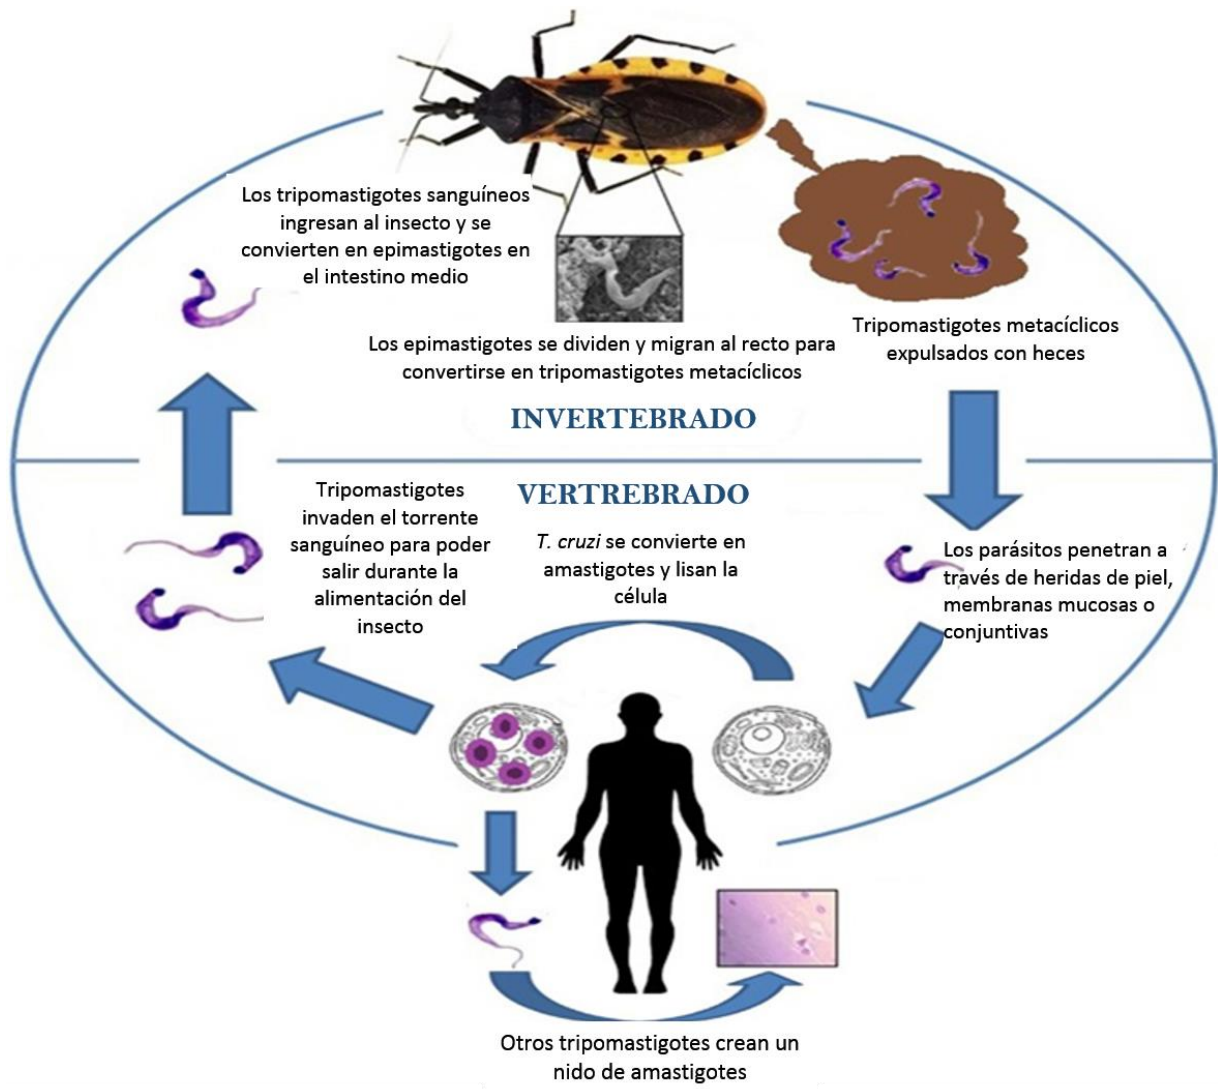 Los tripomastigotes sanguíneos
ingresan al insecto y se
convierten en epimastigotes en
el intestino medio
Los epimastigotes se dividen y migran al recto para
convertirse en tripomastigotes metacíclicos
Tripomastigotes metacíclicos
expulsados con heces
INVERTEBRADO
VERTREBRADO
Tripomastigotes
invaden el torrente
sanguíneo para poder
salir durante la
alimentación del
insecto
T. cruzi se convierte en
amastigotes y lisan la
célula
Los parásitos penetran a
través de heridas de piel,
membranas mucosas o
conjuntivas
Otros tripomastigotes crean un
nido de amastigotes